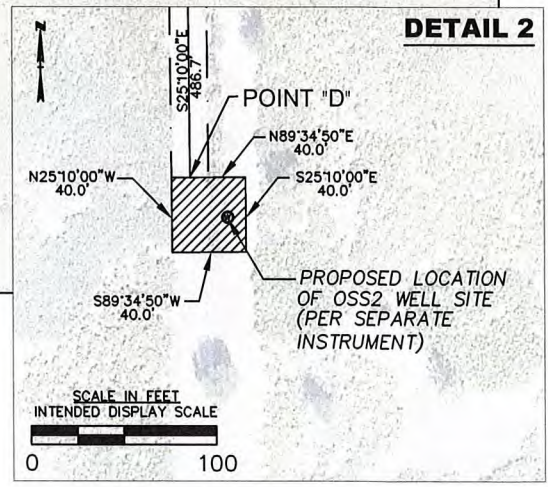 DETAIL 2
N
S25°10'00"E
486.7'
POINT "D"
N89°34'50"E
40.0'
N25°10'00"W
40.0'
S25°10'00"E
40.0'
S89°34'50"W
40.0'
PROPOSED LOCATION
OF OSS2 WELL SITE
(PER SEPARATE
INSTRUMENT)
SCALE IN FEET
INTENDED DISPLAY SCALE
0 100